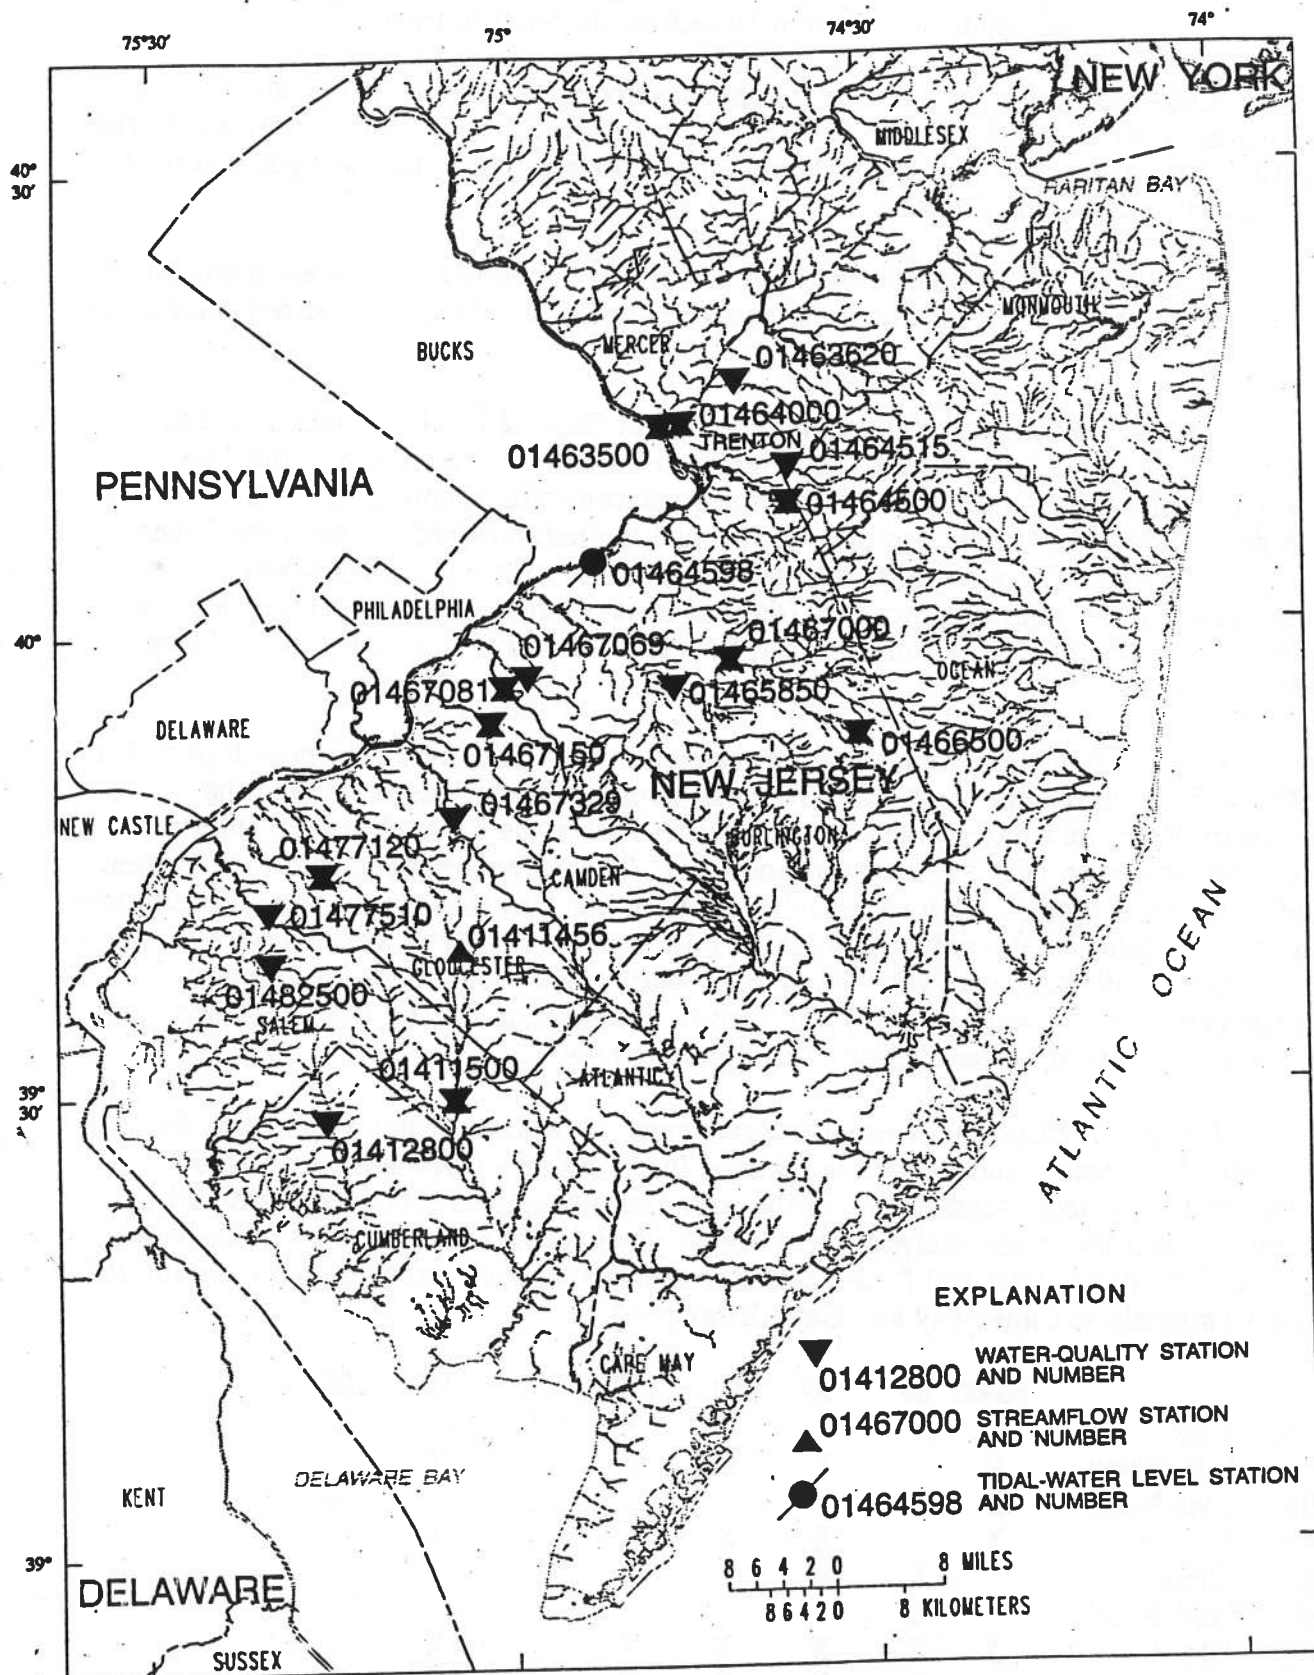 75°30′
75°
74°30′
74°
NEW YORK
MIDDLESEX
40°
30′
RARITAN BAY
MONMOUTH
MERCER
BUCKS
01463620
01464000
TRENTON
01463500
01464515
PENNSYLVANIA
01464500
01464598
PHILADELPHIA
01467000
40°
01467069
OCEAN
01467081
01465850
DELAWARE
01466500
01467150
NEW JERSEY
01467329
NEW CASTLE
BURLINGTON
01477120
CAMDEN
01477510
01411456
GLOUCESTER
ATLANTIC OCEAN
01482500
SALEM
01411500
ATLANTIC
39°
30′
01412800
CUMBERLAND
EXPLANATION
CAPE MAY
01412800 WATER-QUALITY STATION
AND NUMBER
01467000 STREAMFLOW STATION
AND NUMBER
DELAWARE BAY
KENT
01464598 TIDAL-WATER LEVEL STATION
AND NUMBER
39°
8 6 4 2 0 8 MILES
DELAWARE
8 6 4 2 0 8 KILOMETERS
SUSSEX